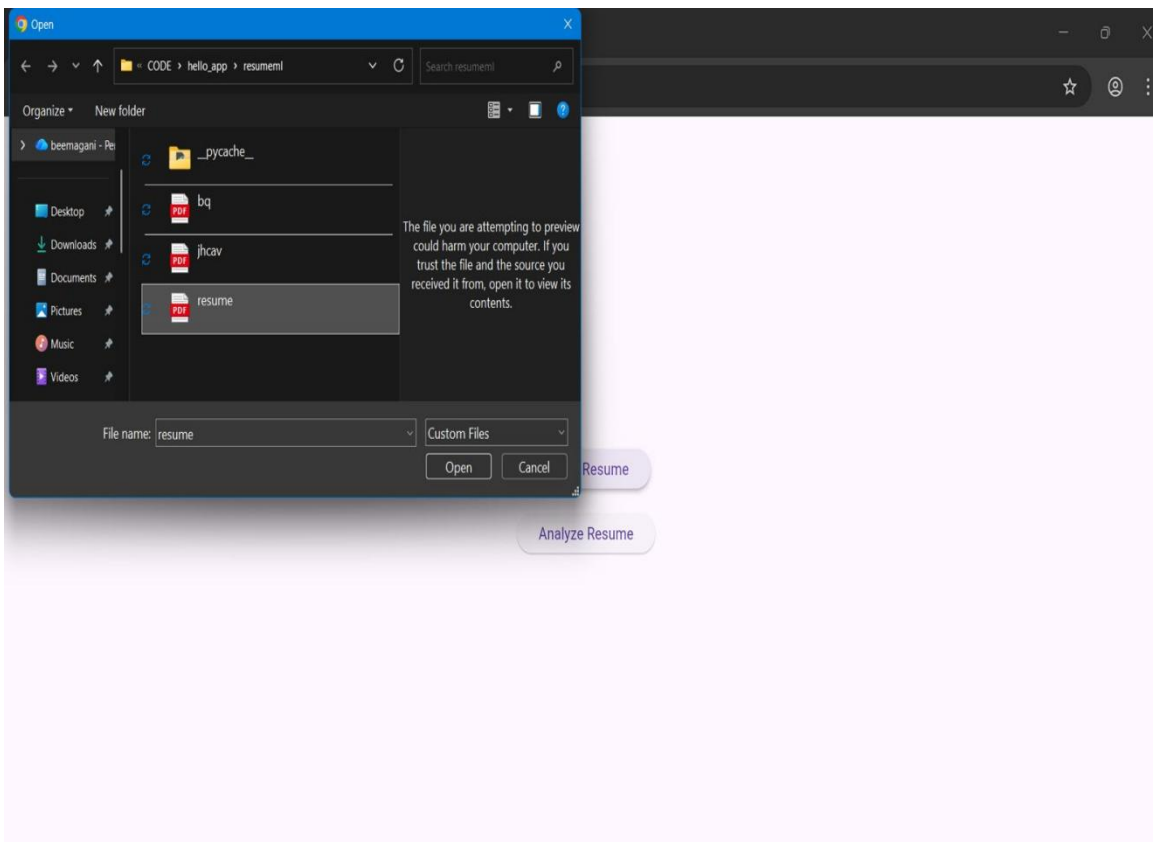 Open
« CODE › hello_app › resumeml
Search resumeml
Organize
New folder
beemagani - Per
Desktop
Downloads
Documents
Pictures
Music
Videos
_pycache_
PDF bq
PDF jhcav
PDF resume
The file you are attempting to preview
could harm your computer. If you
trust the file and the source you
received it from, open it to view its
contents.
File name: resume
Custom Files
Open
Cancel
Resume
Analyze Resume